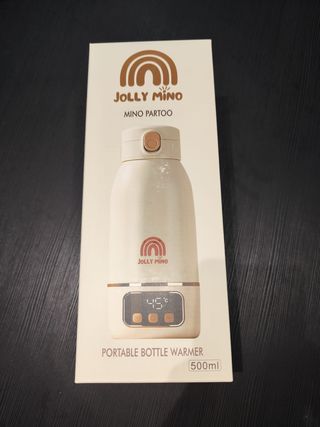 JOLLY MINO
MINO PARTOO
JOLLY MINO
45°C
PORTABLE BOTTLE WARMER
500ml